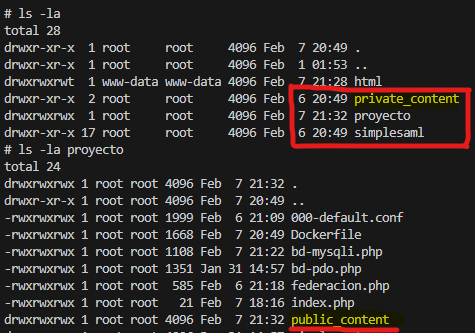 # ls -la
total 28
drwxr-xr-x  1 root     root     4096 Feb  7 20:49 .
drwxr-xr-x  1 root     root     4096 Feb  1 01:53 ..
drwxrwxrwt  1 www-data www-data 4096 Feb  7 21:28 html
drwxr-xr-x  2 root     root     4096 Feb  6 20:49 private_content
drwxrwxrwx  1 root     root     4096 Feb  7 21:32 proyecto
drwxr-xr-x 17 root     root     4096 Feb  6 20:49 simplesaml
# ls -la proyecto
total 24
drwxrwxrwx 1 root root 4096 Feb  7 21:32 .
drwxr-xr-x 1 root root 4096 Feb  7 20:49 ..
-rwxrwxrwx 1 root root 1999 Feb  6 21:09 000-default.conf
-rwxrwxrwx 1 root root 1668 Feb  7 20:49 Dockerfile
-rwxrwxrwx 1 root root 1108 Feb  7 21:22 bd-mysqli.php
-rwxrwxrwx 1 root root 1351 Jan 31 14:57 bd-pdo.php
-rwxrwxrwx 1 root root  585 Feb  6 21:18 federacion.php
-rwxrwxrwx 1 root root   21 Feb  7 18:16 index.php
drwxrwxrwx 1 root root 4096 Feb  7 21:32 public_content